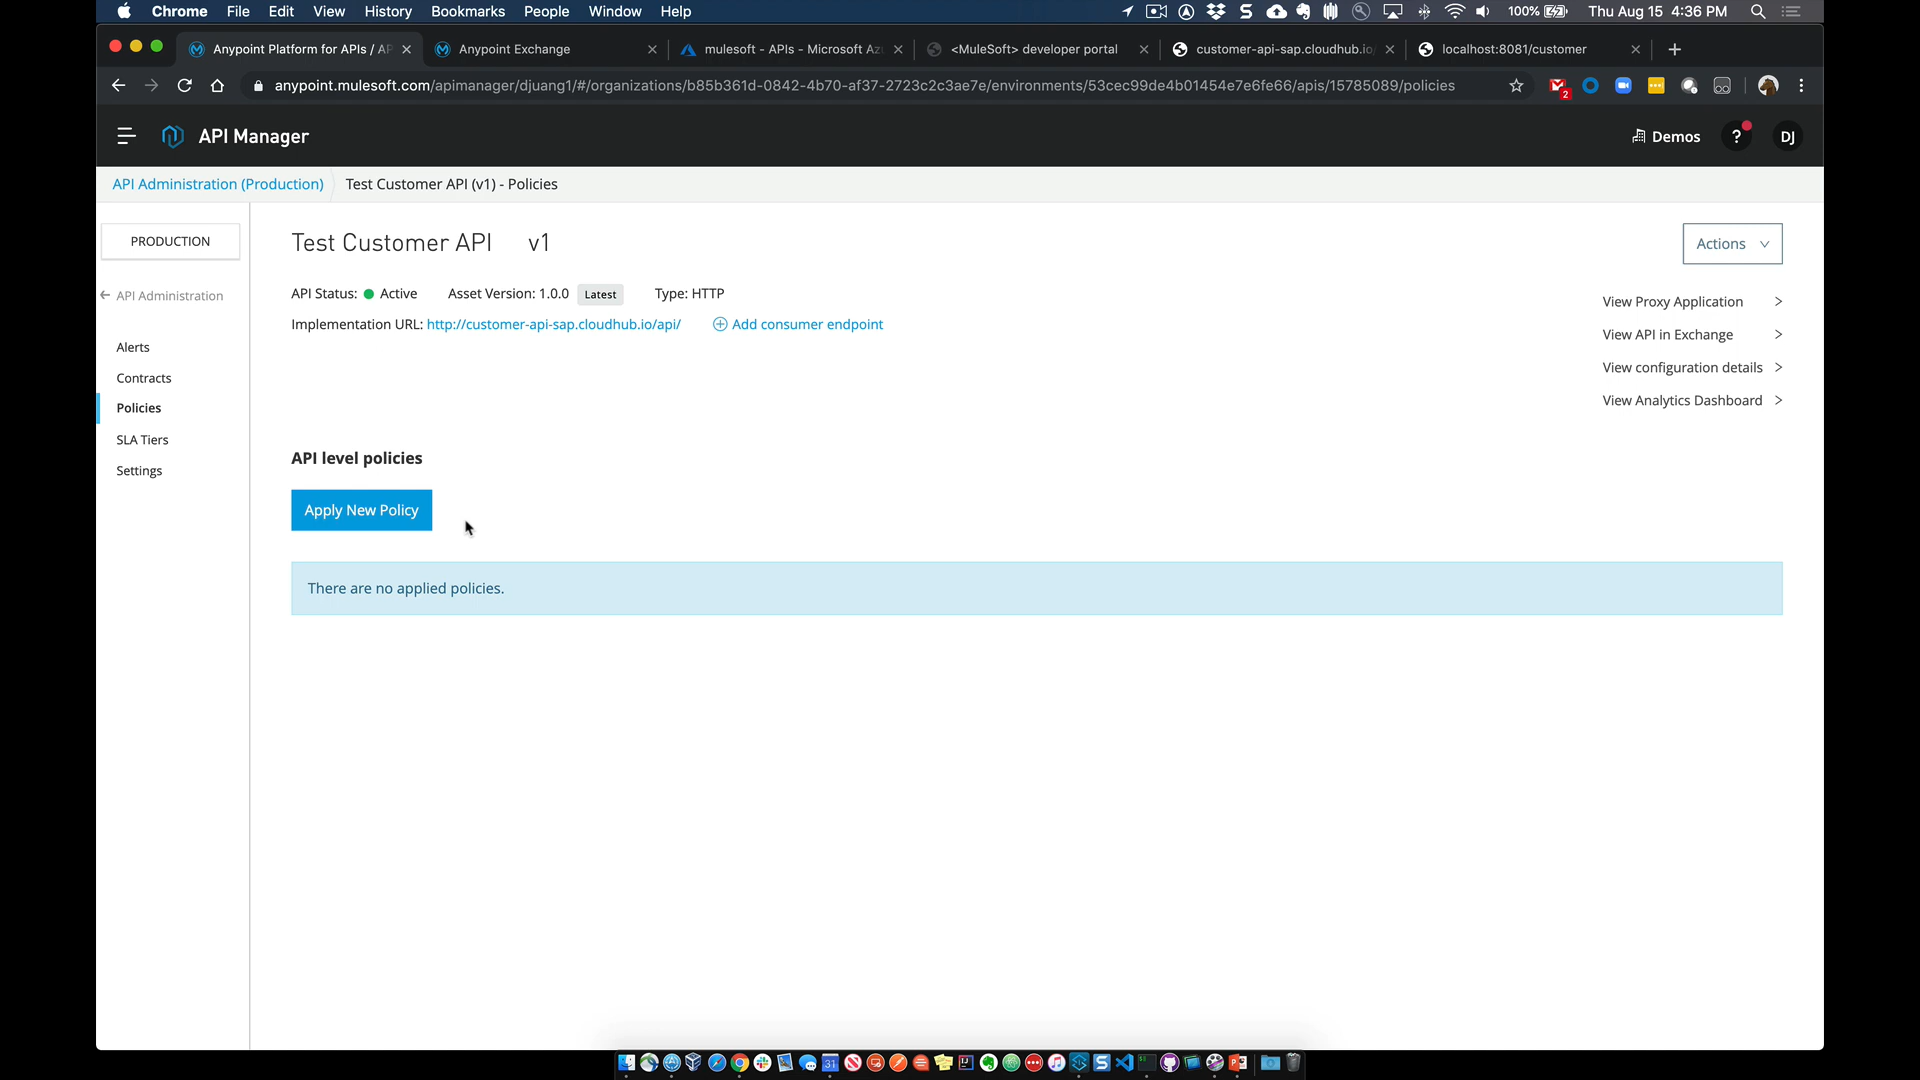 Chrome File Edit View History Bookmarks People Window Help 100% Thu Aug 15 4:36 PM
Anypoint Platform for APIs / AP Anypoint Exchange mulesoft - APIs - Microsoft Az <MuleSoft> developer portal customer-api-sap.cloudhub.io/ localhost:8081/customer
anypoint.mulesoft.com/apimanager/djuang1/#/organizations/b85b361d-0842-4b70-af37-2723c2c3ae7e/environments/53cec99de4b01454e7e6fe66/apis/15785089/policies 2
API Manager Demos ? DJ
API Administration (Production) Test Customer API (v1) - Policies
PRODUCTION
API Administration
Alerts
Contracts
Policies
SLA Tiers
Settings
Test Customer API v1
Actions
API Status: Active Asset Version: 1.0.0 Latest Type: HTTP
Implementation URL: http://customer-api-sap.cloudhub.io/api/ Add consumer endpoint
View Proxy Application
View API in Exchange
View configuration details
View Analytics Dashboard
API level policies
Apply New Policy
There are no applied policies.
31